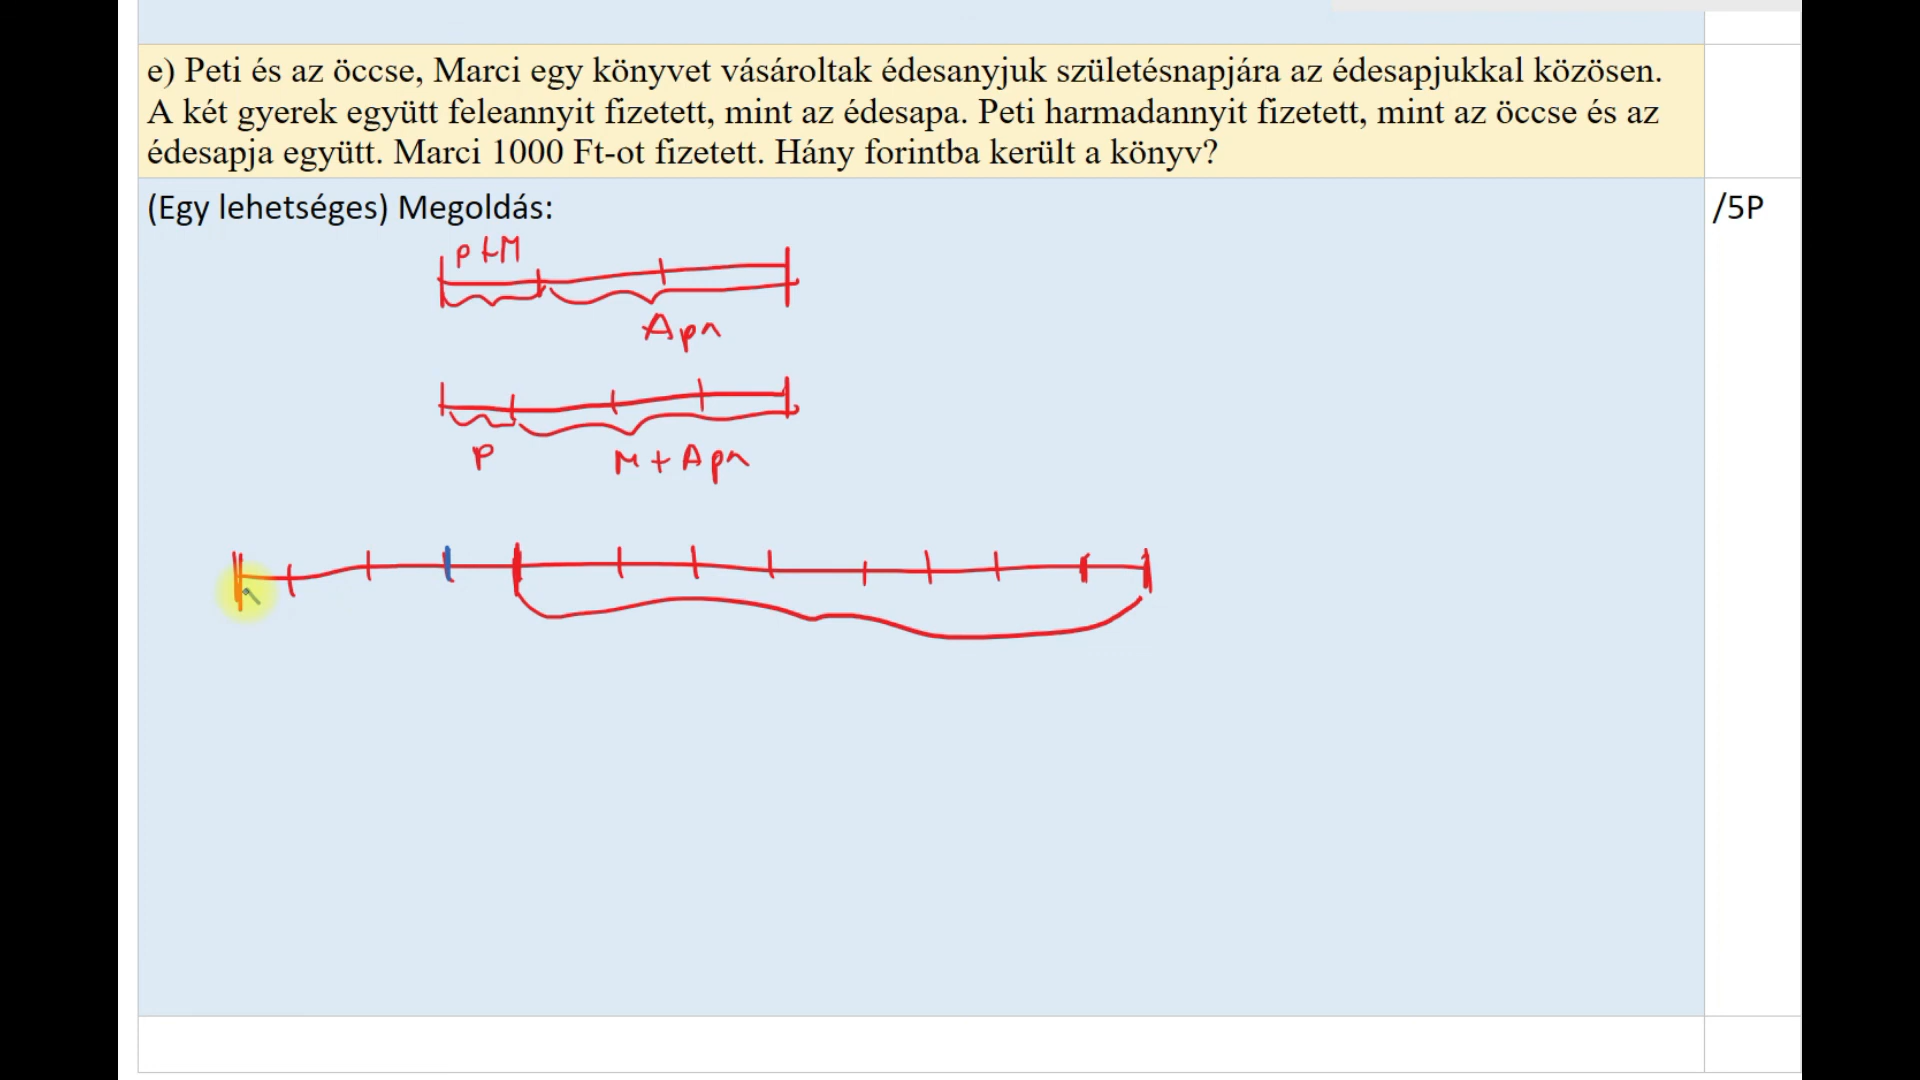 e) Peti és az öccse, Marci egy könyvet vásároltak édesanyjuk születésnapjára az édesapjukkal közösen.
A két gyerek együtt feleannyit fizetett, mint az édesapa. Peti harmadannyit fizetett, mint az öccse és az
édesapja együtt. Marci 1000 Ft-ot fizetett. Hány forintba került a könyv?
(Egy lehetséges) Megoldás:
/5P
P+M
Apa
P
M+Apa